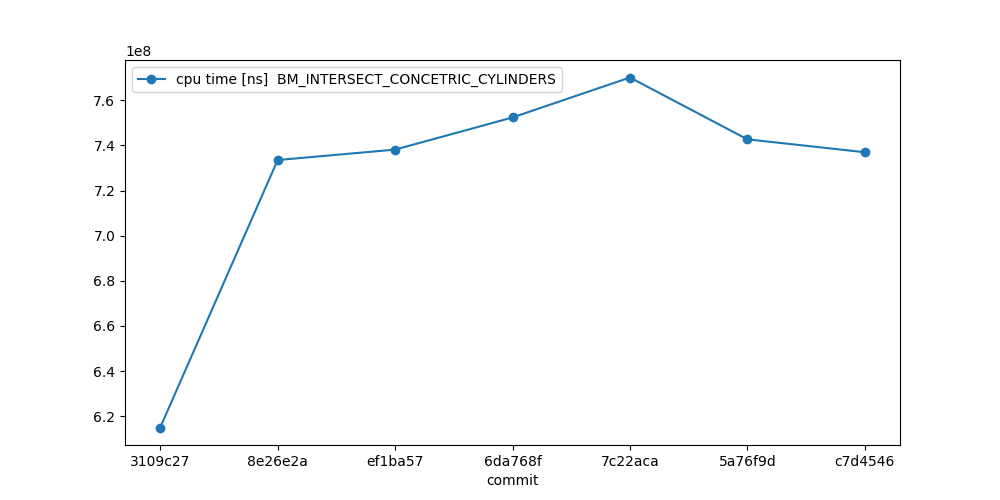 1e8
cpu time [ns]  BM_INTERSECT_CONCETRIC_CYLINDERS
7.6
7.4
7.2
7.0
6.8
6.6
6.4
6.2
3109c27 8e26e2a ef1ba57 6da768f 7c22aca 5a76f9d c7d4546
commit